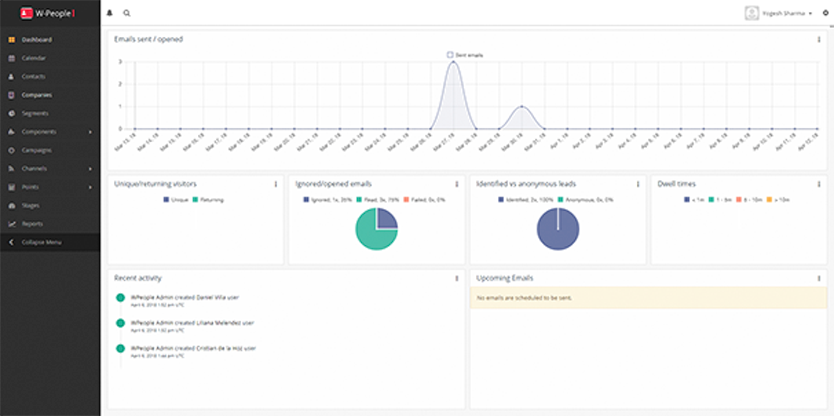 W-People!
Yogesh Sharma
Dashboard
Calendar
Contacts
Companies
Segments
Components
Campaigns
Channels
Points
Stages
Reports
Collapse Menu
Emails sent / opened
Sent emails
3
2
1
0
Mar 13, 18 Mar 14, 18 Mar 15, 18 Mar 16, 18 Mar 17, 18 Mar 18, 18 Mar 19, 18 Mar 20, 18 Mar 21, 18 Mar 22, 18 Mar 23, 18 Mar 24, 18 Mar 25, 18 Mar 26, 18 Mar 27, 18 Mar 28, 18 Mar 29, 18 Mar 30, 18 Mar 31, 18 Apr 1, 18 Apr 2, 18 Apr 3, 18 Apr 4, 18 Apr 5, 18 Apr 6, 18 Apr 7, 18 Apr 8, 18 Apr 9, 18 Apr 10, 18 Apr 11, 18 Apr 12, 18
Unique/returning visitors
Unique Returning
Ignored/opened emails
Ignored; 1x, Read; 3x, 75% Failed; 0x, 0%
Identified vs anonymous leads
Identified; 2x, 100% Anonymous; 0x, 0%
Dwell times
< 1m 1 - 5m 5 - 10m > 10m
Recent activity
WPeople Admin created Daniel Villa user
April 9, 2018 1:52 pm UTC
WPeople Admin created Liliana Melendez user
April 9, 2018 1:52 pm UTC
WPeople Admin created Cristian de la Hoz user
April 9, 2018 pm UTC
Upcoming Emails
No emails are scheduled to be sent.